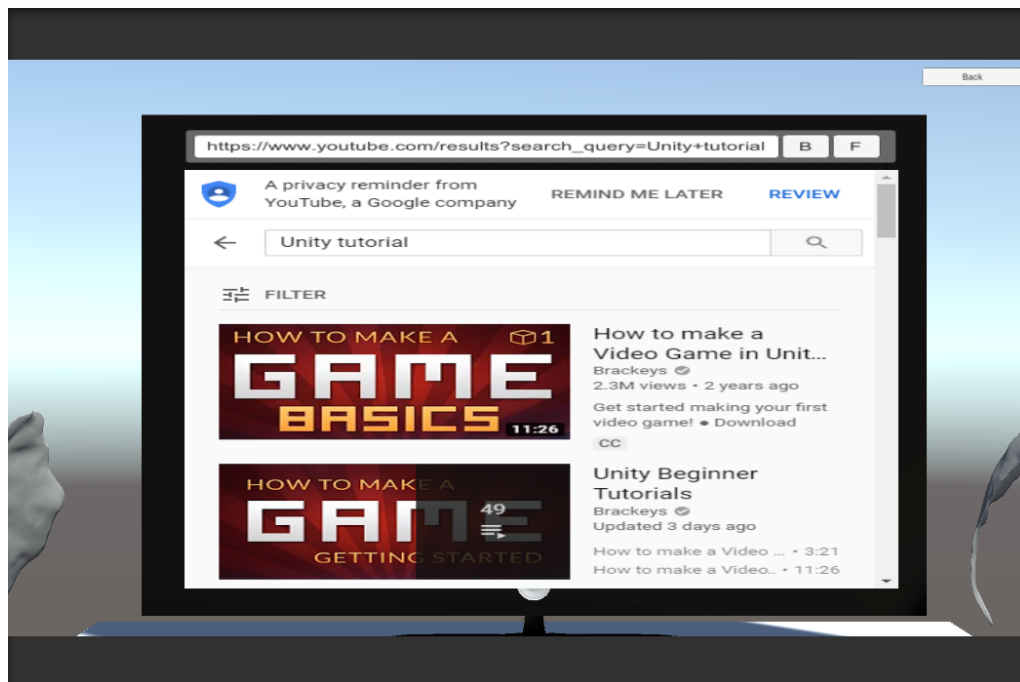 Back
https://www.youtube.com/results?search_query=Unity+tutorial B F
A privacy reminder from
YouTube, a Google company
REMIND ME LATER REVIEW
Unity tutorial
FILTER
HOW TO MAKE A 1
GAME
BASICS
11:26
How to make a
Video Game in Unit...
Brackeys
2.3M views • 2 years ago
Get started making your first
video game! ● Download
CC
HOW TO MAKE A
GAME
GETTING STARTED
49
Unity Beginner
Tutorials
Brackeys
Updated 3 days ago
How to make a Video ... • 3:21
How to make a Video.. • 11:26